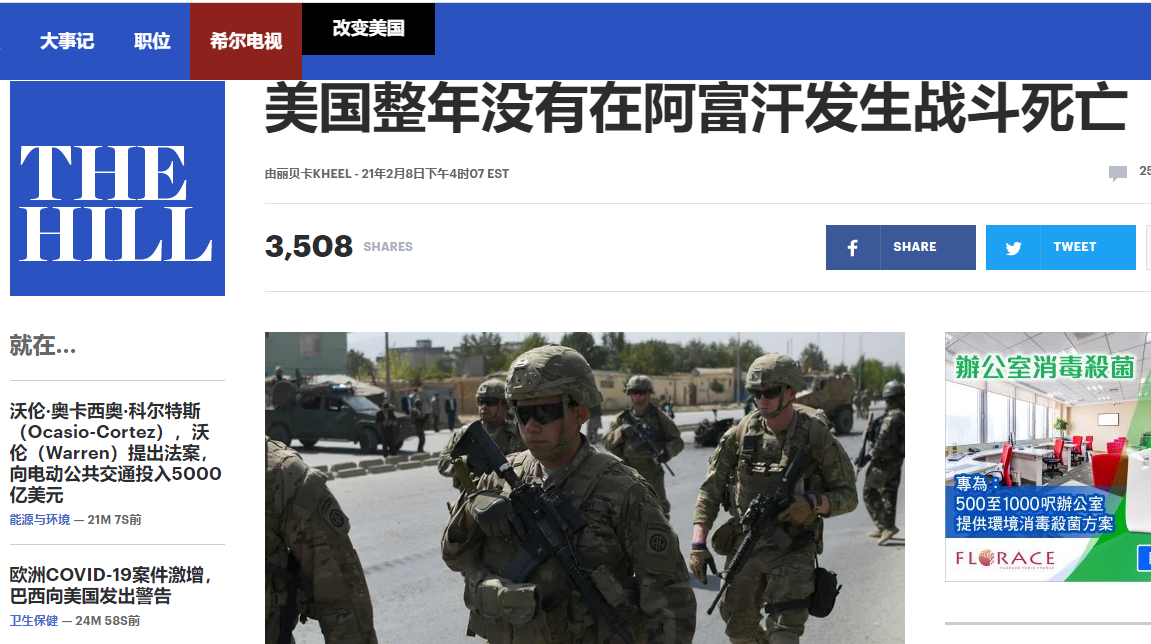 大事记
职位
希尔电视
改变美国
美国整年没有在阿富汗发生战斗死亡
由丽贝卡KHEEL - 21年2月8日下午4时07 EST
3,508 SHARES
SHARE
TWEET
THE
HILL
就在...
沃伦·奥卡西奥·科尔特斯
（Ocasio-Cortez），沃
伦（Warren）提出法案，
向电动公共交通投入5000
亿美元
能源与环境 — 21M 7S前
欧洲COVID-19案件激增，
巴西向美国发出警告
卫生保健 — 24M 58S前
辦公室消毒殺菌
專為：
500至1000呎辦公室
提供環境消毒殺菌方案
FLORACE